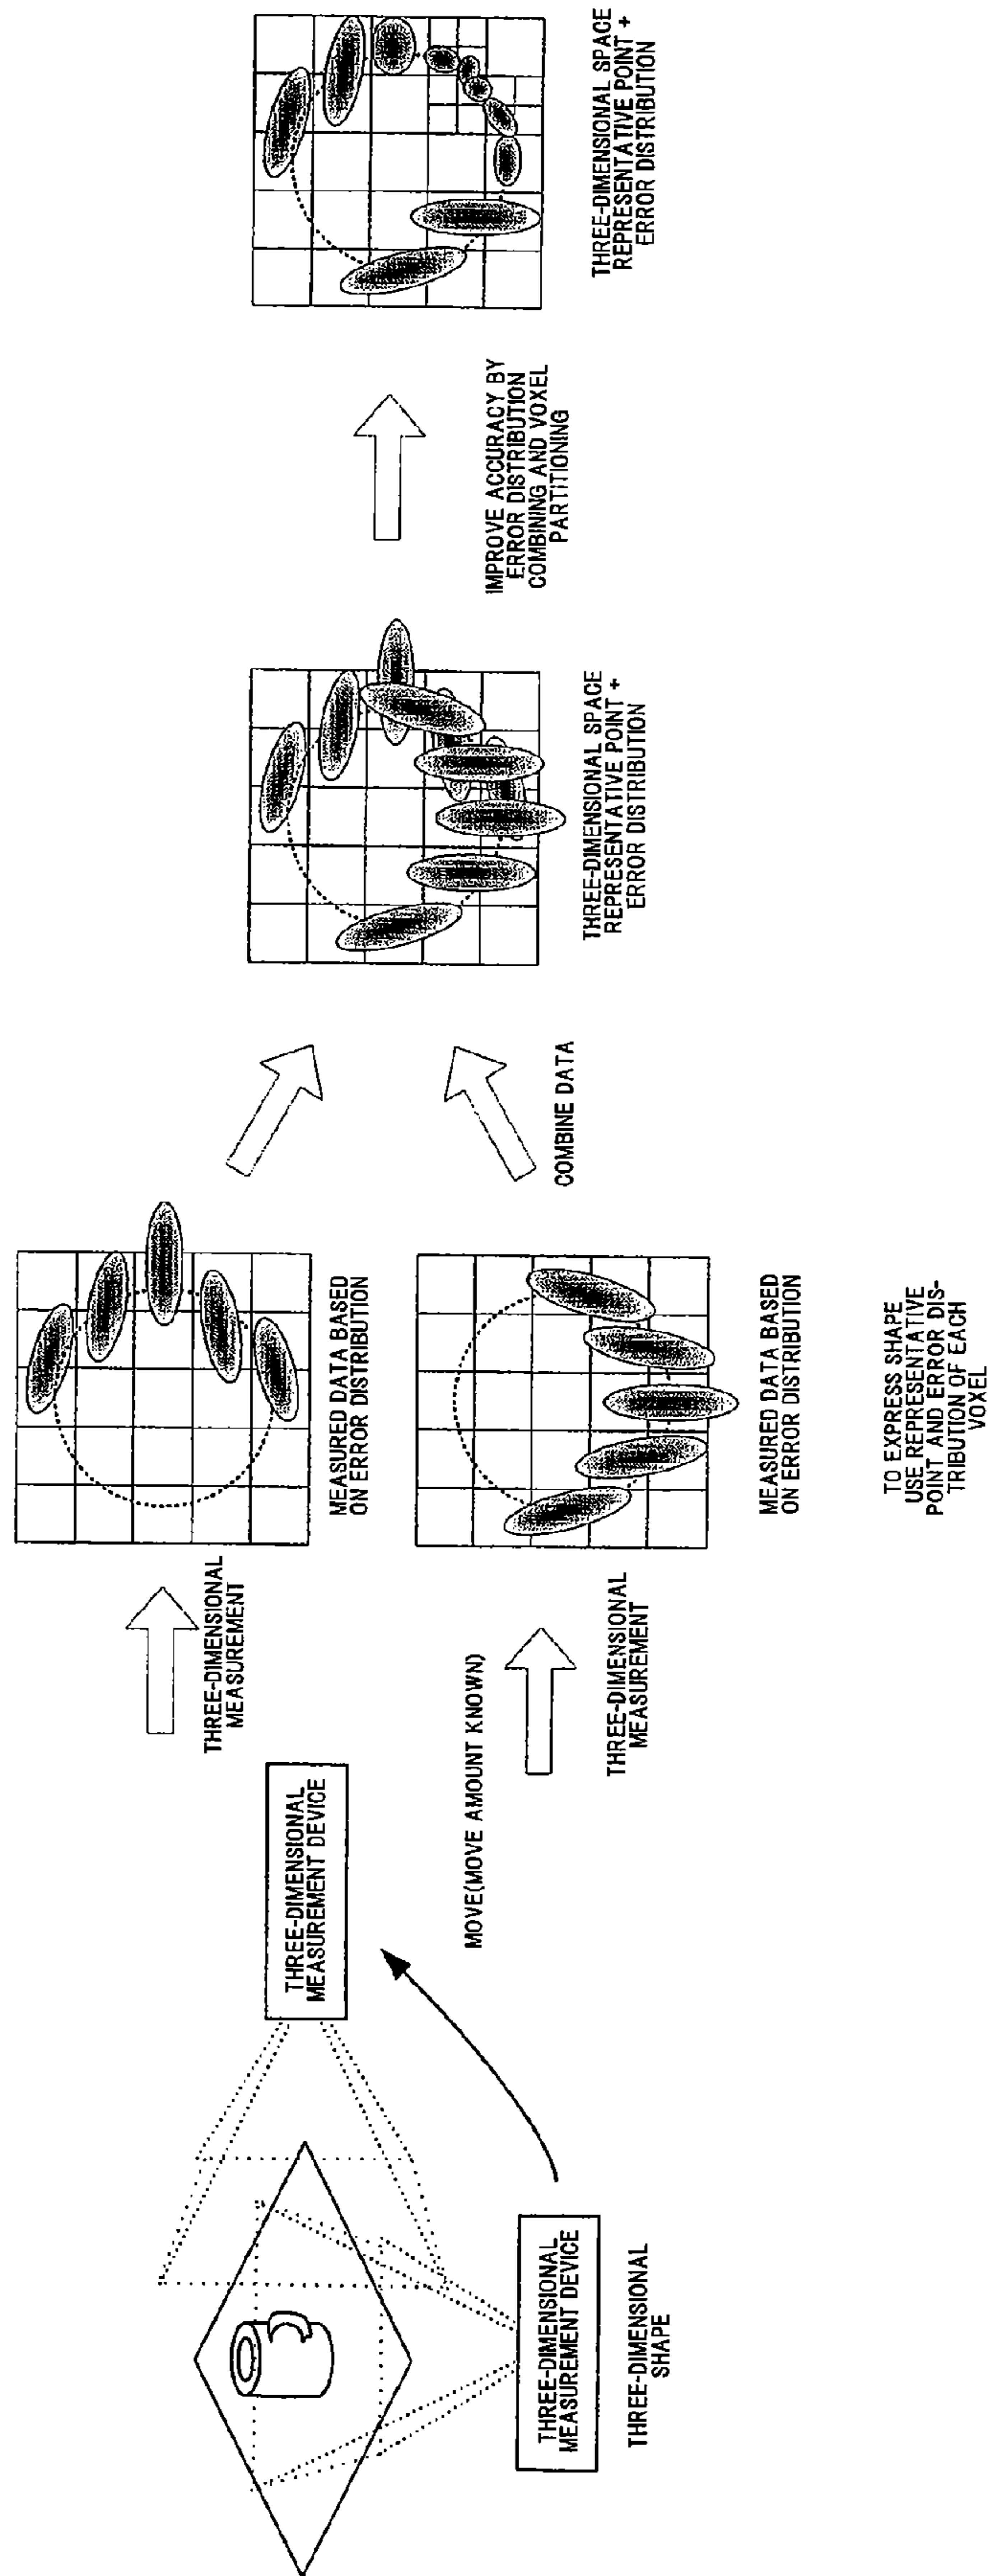 THREE-DIMENSIONAL
MEASUREMENT DEVICE
THREE-DIMENSIONAL
SHAPE
THREE-DIMENSIONAL
MEASUREMENT DEVICE
MOVE(MOVE AMOUNT KNOWN)
THREE-DIMENSIONAL
MEASUREMENT
THREE-DIMENSIONAL
MEASUREMENT
MEASURED DATA BASED
ON ERROR DISTRIBUTION
MEASURED DATA BASED
ON ERROR DISTRIBUTION
TO EXPRESS SHAPE
USE REPRESENTATIVE
POINT AND ERROR DIS-
TRIBUTION OF EACH
VOXEL
COMBINE DATA
THREE-DIMENSIONAL SPACE
REPRESENTATIVE POINT +
ERROR DISTRIBUTION
IMPROVE ACCURACY BY
ERROR DISTRIBUTION
COMBINING AND VOXEL
PARTITIONING
THREE-DIMENSIONAL SPACE
REPRESENTATIVE POINT +
ERROR DISTRIBUTION